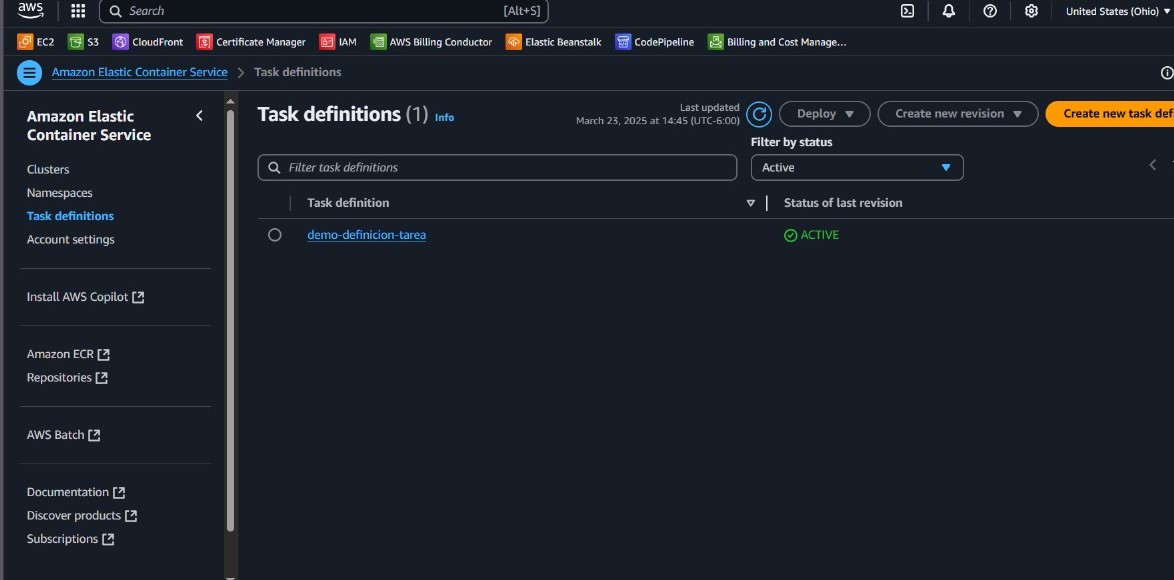 aws Search [Alt+S] United States (Ohio)
EC2 S3 CloudFront Certificate Manager IAM AWS Billing Conductor Elastic Beanstalk CodePipeline Billing and Cost Manage...
Amazon Elastic Container Service Task definitions
Amazon Elastic
Container Service
Clusters
Namespaces
Task definitions
Account settings
Install AWS Copilot
Amazon ECR
Repositories
AWS Batch
Documentation
Discover products
Subscriptions
Task definitions (1) Info
Last updated
March 23, 2025 at 14:45 (UTC-6:00)
Deploy Create new revision Create new task def
Filter by status
Filter task definitions Active
Task definition Status of last revision
demo-definicion-tarea ACTIVE